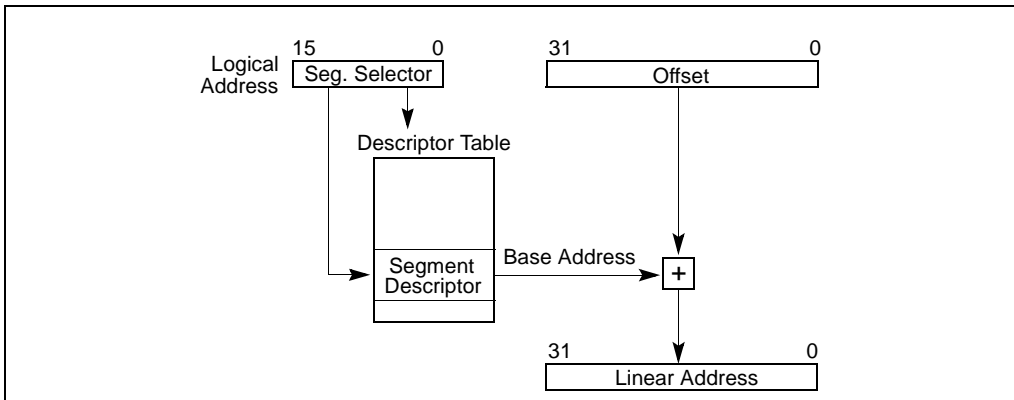 15 0
31 0
Logical
Address
Seg. Selector
Offset
Descriptor Table
Base Address
Segment
Descriptor
+
31 0
Linear Address